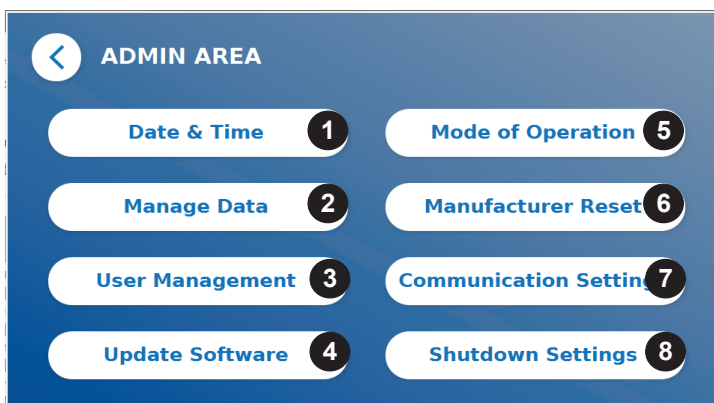 ADMIN AREA
Date & Time 1
Manage Data 2
User Management 3
Update Software 4
Mode of Operation 5
Manufacturer Reset 6
Communication 7
Shutdown Settings 8